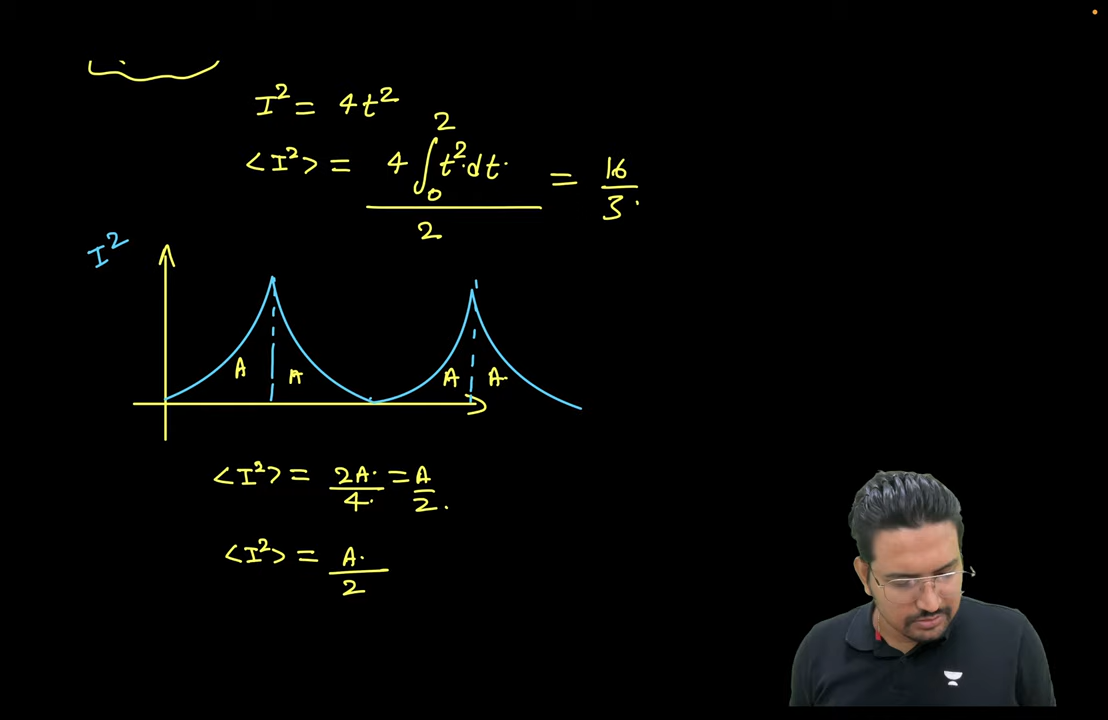 I² = 4t²
<I²> = 4∫₀² t².dt. / 2 = 16/3.
I²
A A A A
<I²> = 2A./4. = A/2.
<I²> = A./2